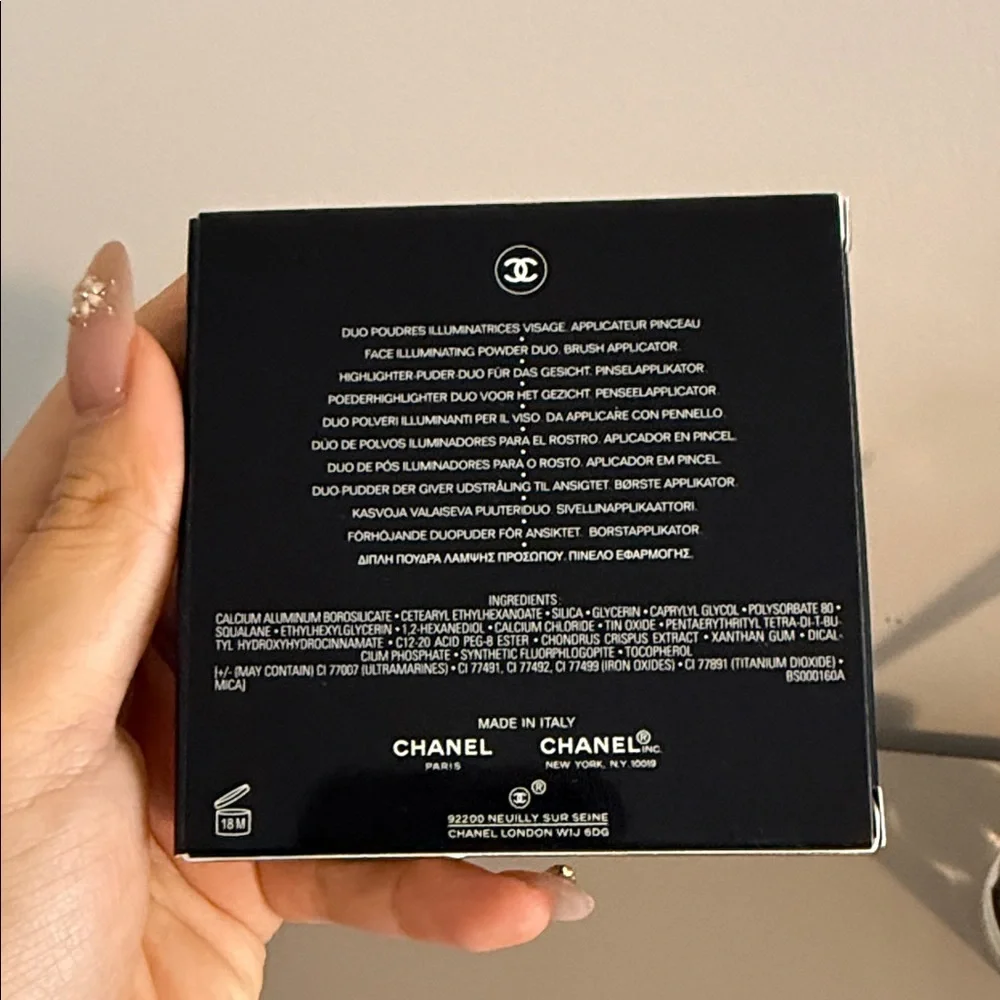 DUO POUDRES ILLUMINATRICES VISAGE. APPLICATEUR PINCEAU
FACE ILLUMINATING POWDER DUO. BRUSH APPLICATOR.
HIGHLIGHTER-PUDER-DUO FÜR DAS GESICHT. PINSELAPPLIKATOR
POEDERHIGHLIGHTER DUO VOOR HET GEZICHT. PENSEELAPPLICATOR.
DUO POLVERI ILLUMINANTI PER IL VISO. DA APPLICARE CON PENNELLO.
DÚO DE POLVOS ILUMINADORES PARA EL ROSTRO. APLICADOR EN PINCEL.
DUO DE PÓS ILUMINADORES PARA O ROSTO. APLICADOR EM PINCEL.
DUO-PUDDER DER GIVER UDSTRÅLING TIL ANSIGTET. BØRSTE APPLIKATOR.
KASVOJA VALAISEVA PUUTERIDUO. SIVELLINAPPLIKAATTORI.
FÖRHÖJANDE DUOPUDER FÖR ANSIKTET. BORSTAPPLIKATOR.
ΔΙΠΛΗ ΠΟΥΔΡΑ ΛΑΜΨΗΣ ΠΡΟΣΩΠΟΥ. ΠΙΝΕΛΟ ΕΦΑΡΜΟΓΗΣ.
INGREDIENTS:
CALCIUM ALUMINUM BOROSILICATE • CETEARYL ETHYLHEXANOATE • SILICA • GLYCERIN • CAPRYLYL GLYCOL • POLYSORBATE 80 •
SQUALANE • ETHYLHEXYLGLYCERIN • 1,2-HEXANEDIOL • CALCIUM CHLORIDE • TIN OXIDE • PENTAERYTHRITYL TETRA-DI-T-BU-
TYL HYDROXYHYDROCINNAMATE • C12-20 ACID PEG-8 ESTER • CHONDRUS CRISPUS EXTRACT • XANTHAN GUM • DICAL-
CIUM PHOSPHATE • SYNTHETIC FLUORPHLOGOPITE • TOCOPHEROL
[+/- (MAY CONTAIN) CI 77007 (ULTRAMARINES) • CI 77491, CI 77492, CI 77499 (IRON OXIDES) • CI 77891 (TITANIUM DIOXIDE) •
MICA] BS000160A
MADE IN ITALY
CHANEL CHANEL® INC.
PARIS NEW YORK, N.Y. 10019
®
92200 NEUILLY SUR SEINE
CHANEL LONDON W1J 6DG
18 M